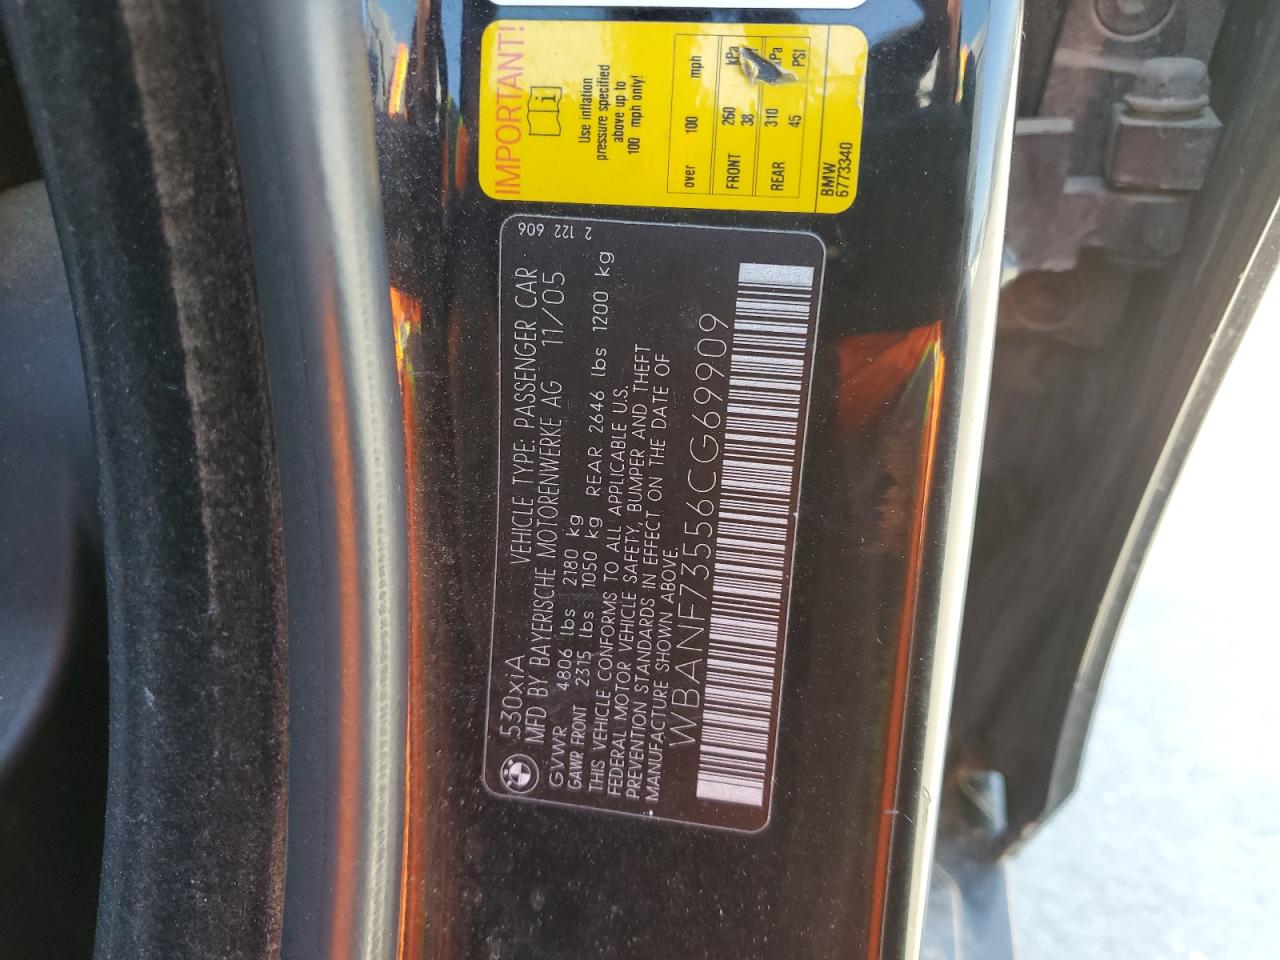 530xiA VEHICLE TYPE: PASSENGER CAR
MFD BY BAYERISCHE MOTORENWERKE AG 11/05
GVWR 4806 lbs 2180 kg
GAWR FRONT 2315 lbs 1050 kg REAR 2646 lbs 1200 kg
THIS VEHICLE CONFORMS TO ALL APPLICABLE U.S.
FEDERAL MOTOR VEHICLE SAFETY, BUMPER AND THEFT
PREVENTION STANDARDS IN EFFECT ON THE DATE OF
MANUFACTURE SHOWN ABOVE.
WBANF73556CG69909
2 122 606
IMPORTANT!
Use inflation
pressure specified
above up to
100 mph only!
over 100 mph
FRONT 260 kPa
38
REAR 310 kPa
45 PSI
BMW
6773340